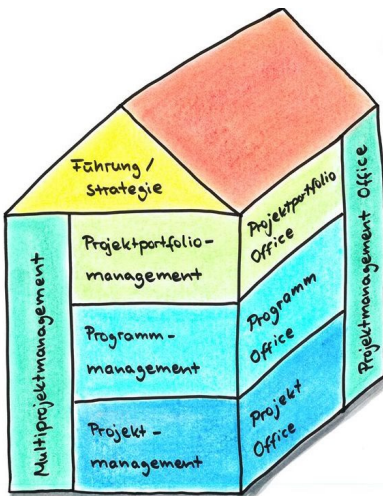 Führung /
Strategie
Projektportfolio-
management
Programm-
management
Projekt-
management
Multiprojektmanagement
Projektportfolio
Office
Programm
Office
Projekt
Office
Projektmanagement Office